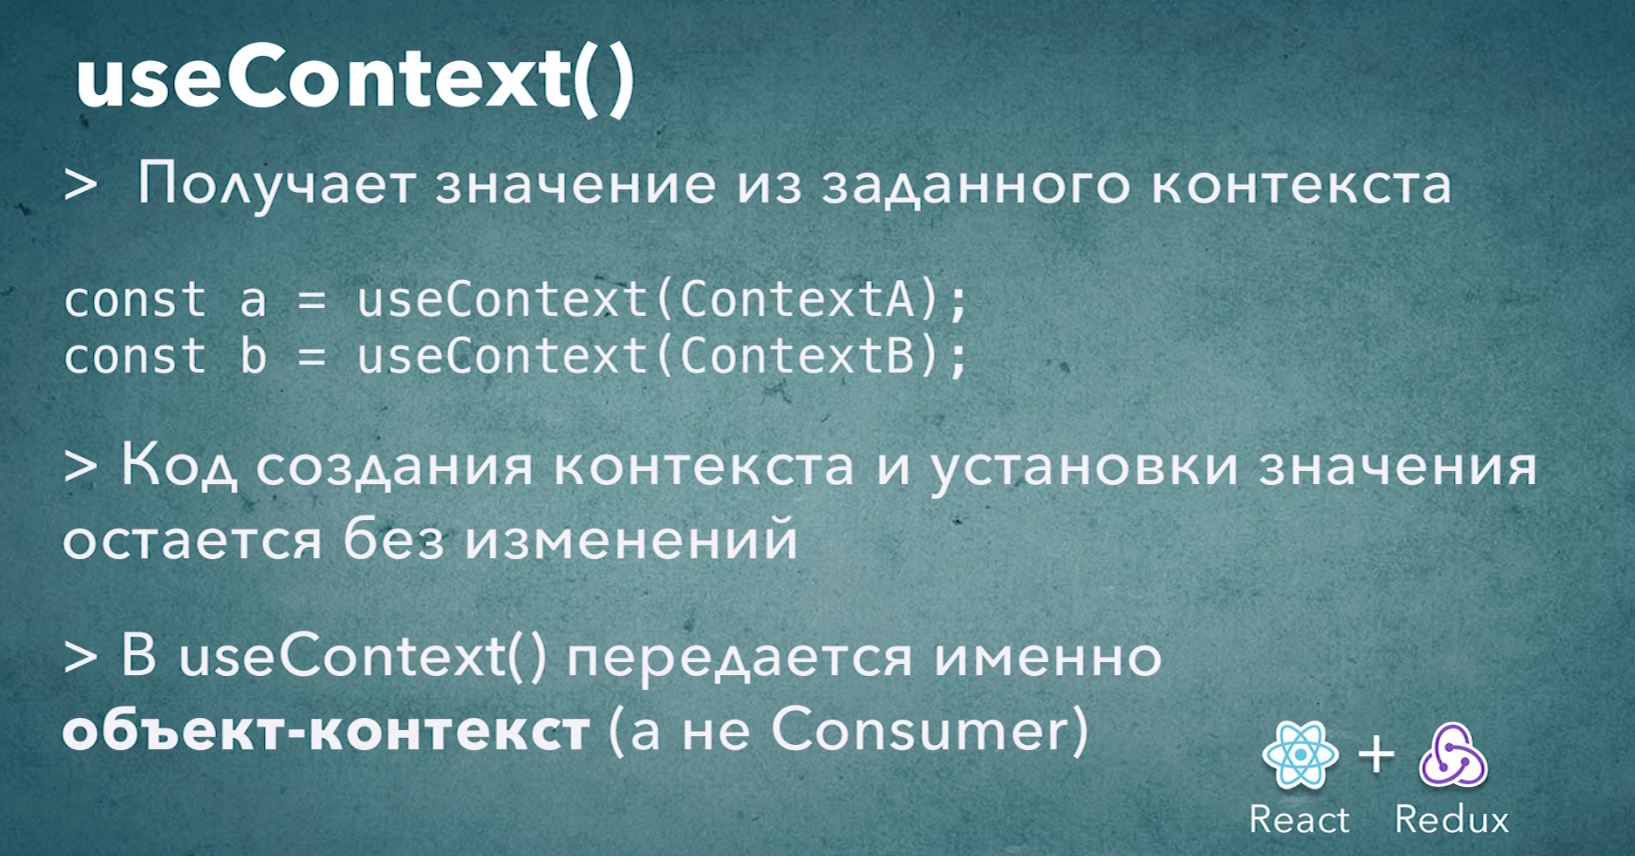 useContext()
> Получает значение из заданного контекста
const a = useContext(ContextA);
const b = useContext(ContextB);
> Код создания контекста и установки значения
остается без изменений
> В useContext() передается именно
объект-контекст (а не Consumer)
+
React Redux